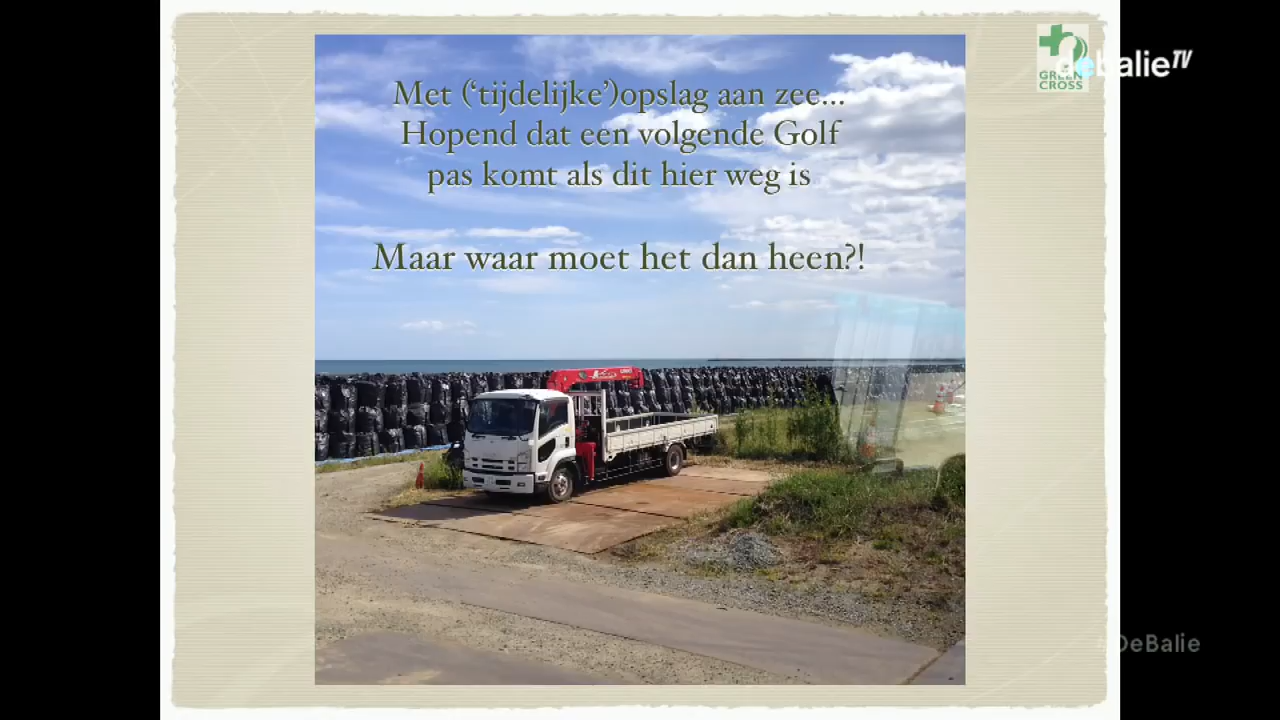 Met (‘tijdelijke’)opslag aan zee...
Hopend dat een volgende Golf
pas komt als dit hier weg is
Maar waar moet het dan heen?!
GREEN
CROSS
debalieTV
#DeBalie